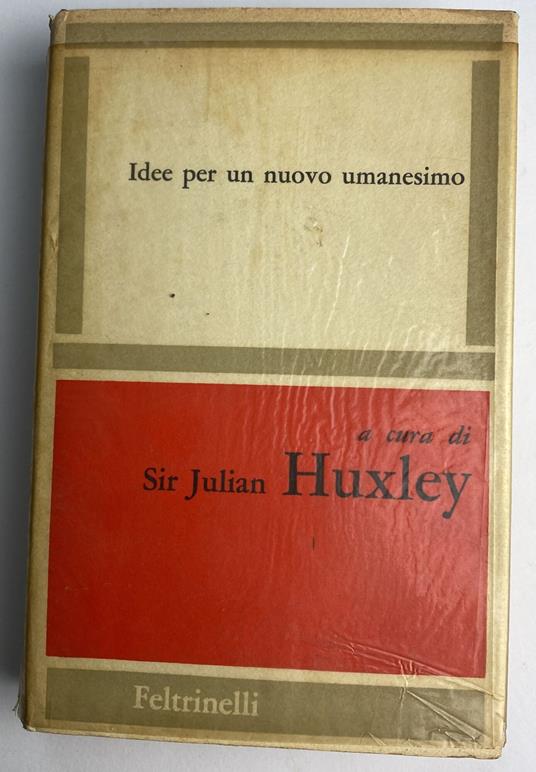 Idee per un nuovo umanesimo
a cura di
Sir Julian Huxley
Feltrinelli